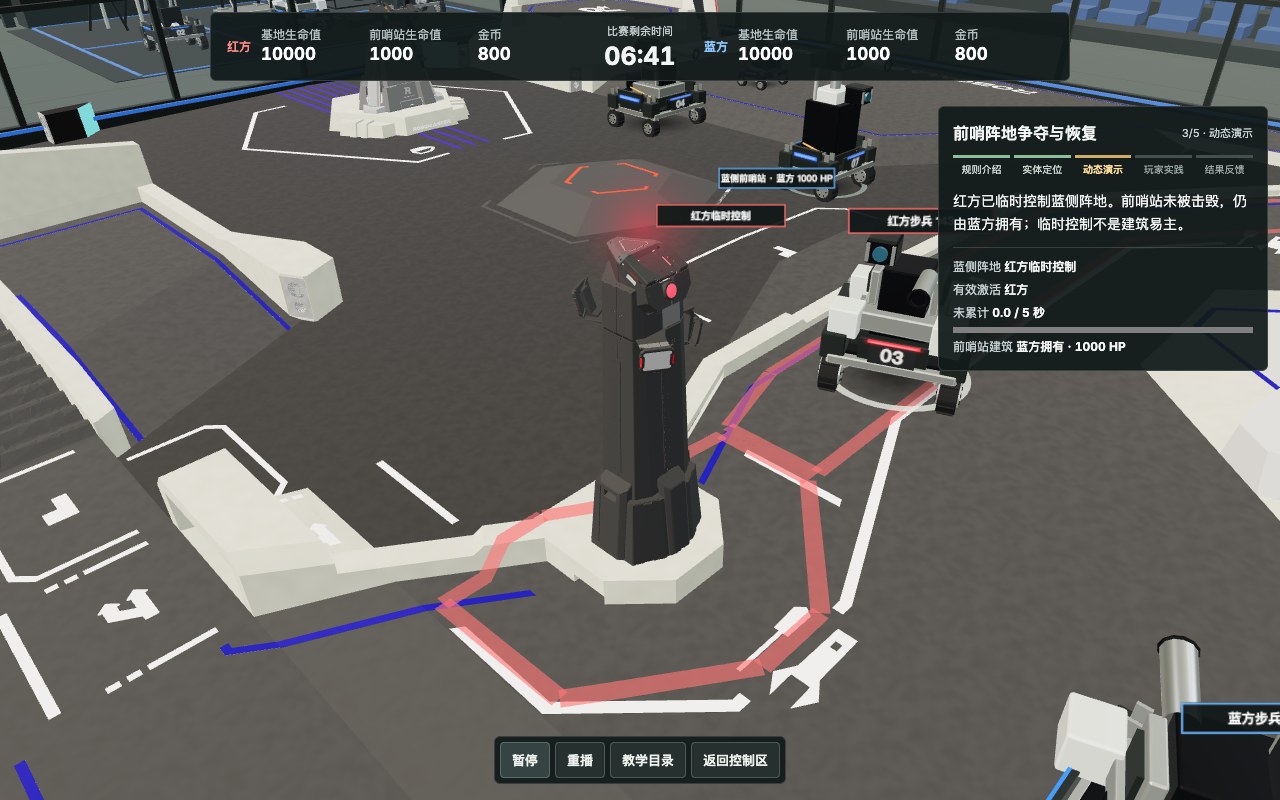 红方
基地生命值
10000
前哨站生命值
1000
金币
800
比赛剩余时间
06:41
蓝方
基地生命值
10000
前哨站生命值
1000
金币
800
04
蓝侧前哨站 · 蓝方 1000 HP
红方临时控制
红方步兵
03
前哨阵地争夺与恢复
3/5 · 动态演示
规则介绍
实体定位
动态演示
玩家实践
结果反馈
红方已临时控制蓝侧阵地。前哨站未被击毁，仍
由蓝方拥有；临时控制不是建筑易主。
蓝侧阵地 红方临时控制
有效激活 红方
未累计 0.0 / 5 秒
前哨站建筑 蓝方拥有 · 1000 HP
蓝方步兵
暂停
重播
教学目录
返回控制区